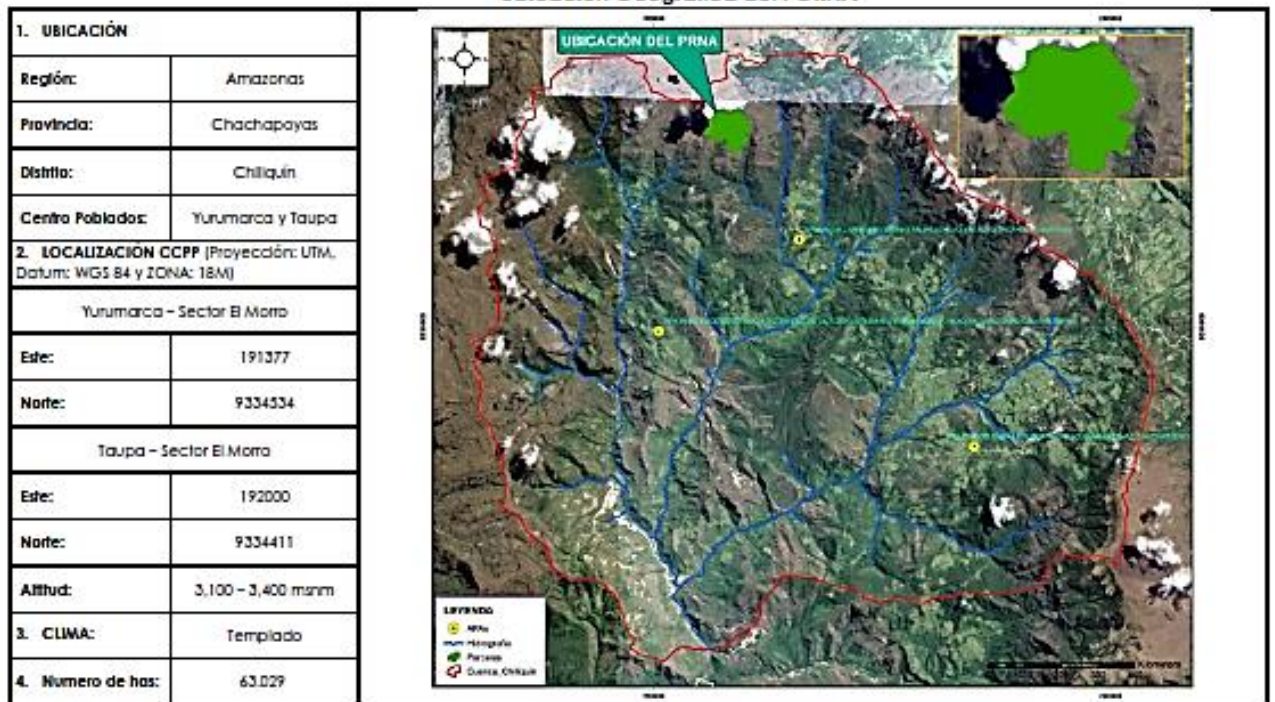 1. UBICACIÓN
Región: Amazonas
Provincia: Chachapoyas
Distrito: Chiliquín
Centro Poblados: Yurumarca y Taupa
2. LOCALIZACIÓN CCPP (Proyección: UTM,
Datum: WGS 84 y ZONA: 18M)
Yurumarca – Sector El Morro
Este: 191377
Norte: 9334534
Taupa – Sector El Morro
Este: 192000
Norte: 9334411
Altitud: 3,100 – 3,400 msnm
3. CLIMA: Templado
4. Numero de has: 63.029
UBICACIÓN DEL PRNA
LEYENDA
Hidrografía
Cuenca_Chiliquín